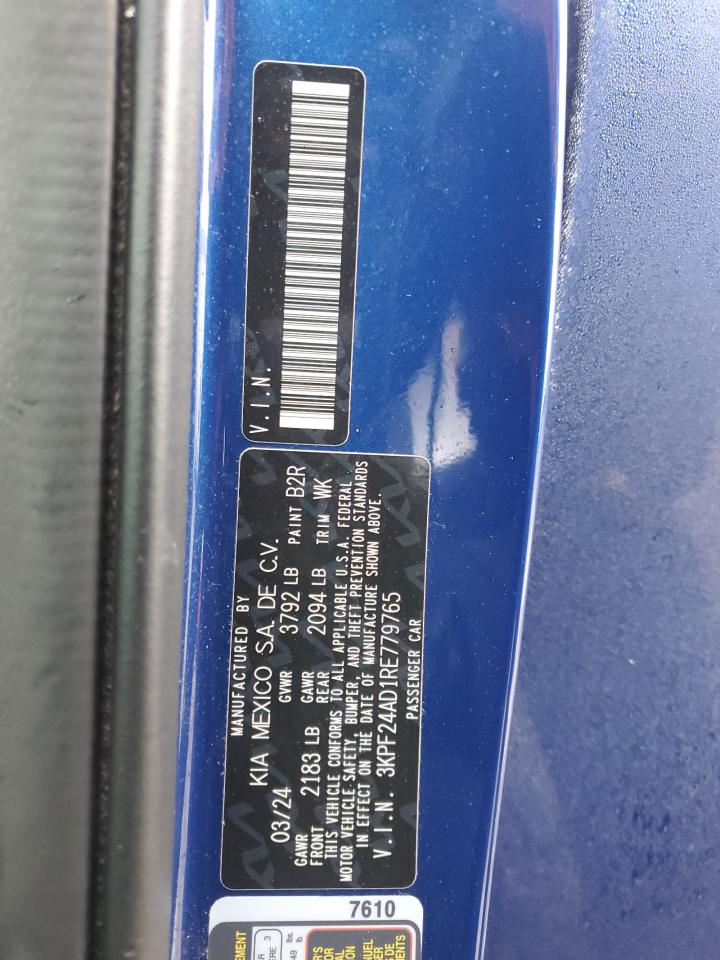 V.I.N.
MANUFACTURED BY
KIA MEXICO S.A. DE C.V.
03/24 GVWR 3792 LB PAINT B2R
GAWR FRONT 2183 LB GAWR REAR 2094 LB TRIM WK
THIS VEHICLE CONFORMS TO ALL APPLICABLE U.S.A. FEDERAL
MOTOR VEHICLE SAFETY, BUMPER, AND THEFT PREVENTION STANDARDS
IN EFFECT ON THE DATE OF MANUFACTURE SHOWN ABOVE.
V.I.N. 3KPF24AD1RE779765
PASSENGER CAR
7610